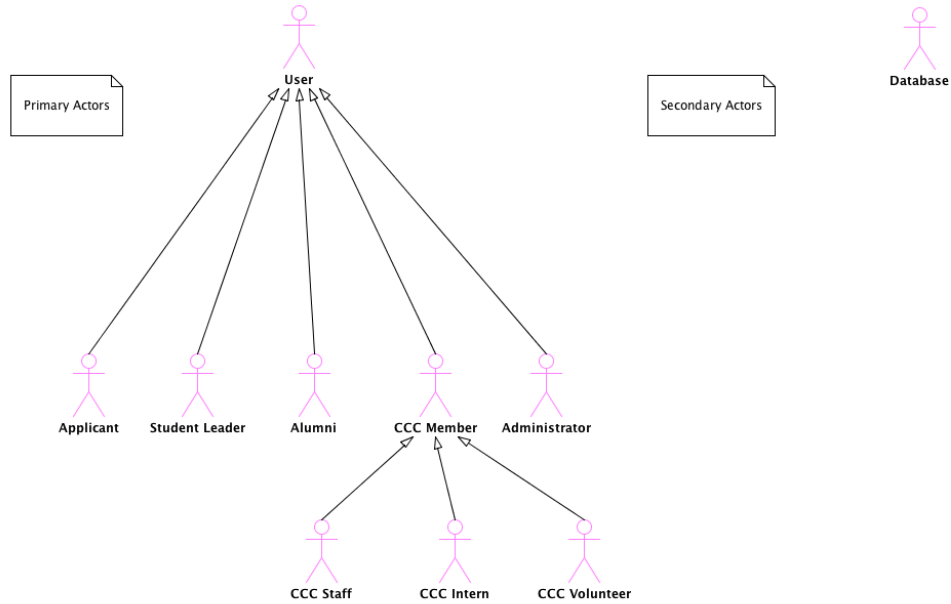 User
Database
Primary Actors
Secondary Actors
Applicant
Student Leader
Alumni
CCC Member
Administrator
CCC Staff
CCC Intern
CCC Volunteer